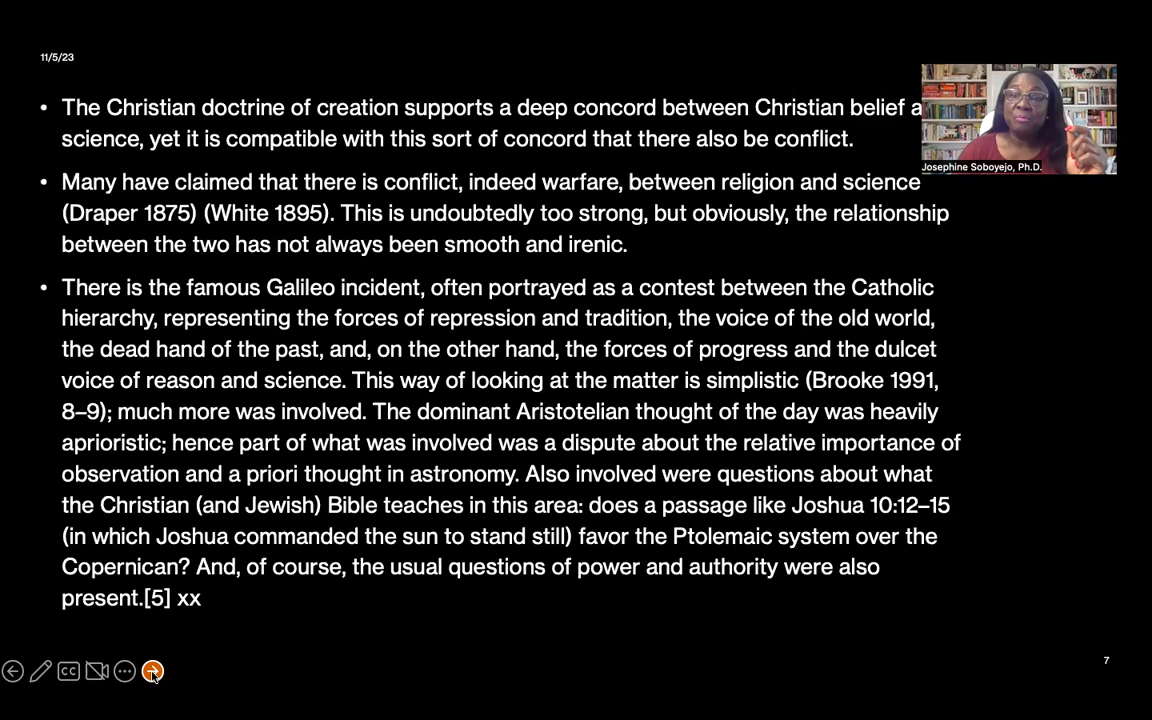 11/5/23
• The Christian doctrine of creation supports a deep concord between Christian belief a
science, yet it is compatible with this sort of concord that there also be conflict.
Josephine Soboyejo, Ph.D.
• Many have claimed that there is conflict, indeed warfare, between religion and science
(Draper 1875) (White 1895). This is undoubtedly too strong, but obviously, the relationship
between the two has not always been smooth and irenic.
• There is the famous Galileo incident, often portrayed as a contest between the Catholic
hierarchy, representing the forces of repression and tradition, the voice of the old world,
the dead hand of the past, and, on the other hand, the forces of progress and the dulcet
voice of reason and science. This way of looking at the matter is simplistic (Brooke 1991,
8–9); much more was involved. The dominant Aristotelian thought of the day was heavily
aprioristic; hence part of what was involved was a dispute about the relative importance of
observation and a priori thought in astronomy. Also involved were questions about what
the Christian (and Jewish) Bible teaches in this area: does a passage like Joshua 10:12–15
(in which Joshua commanded the sun to stand still) favor the Ptolemaic system over the
Copernican? And, of course, the usual questions of power and authority were also
present.[5] xx
7
CC